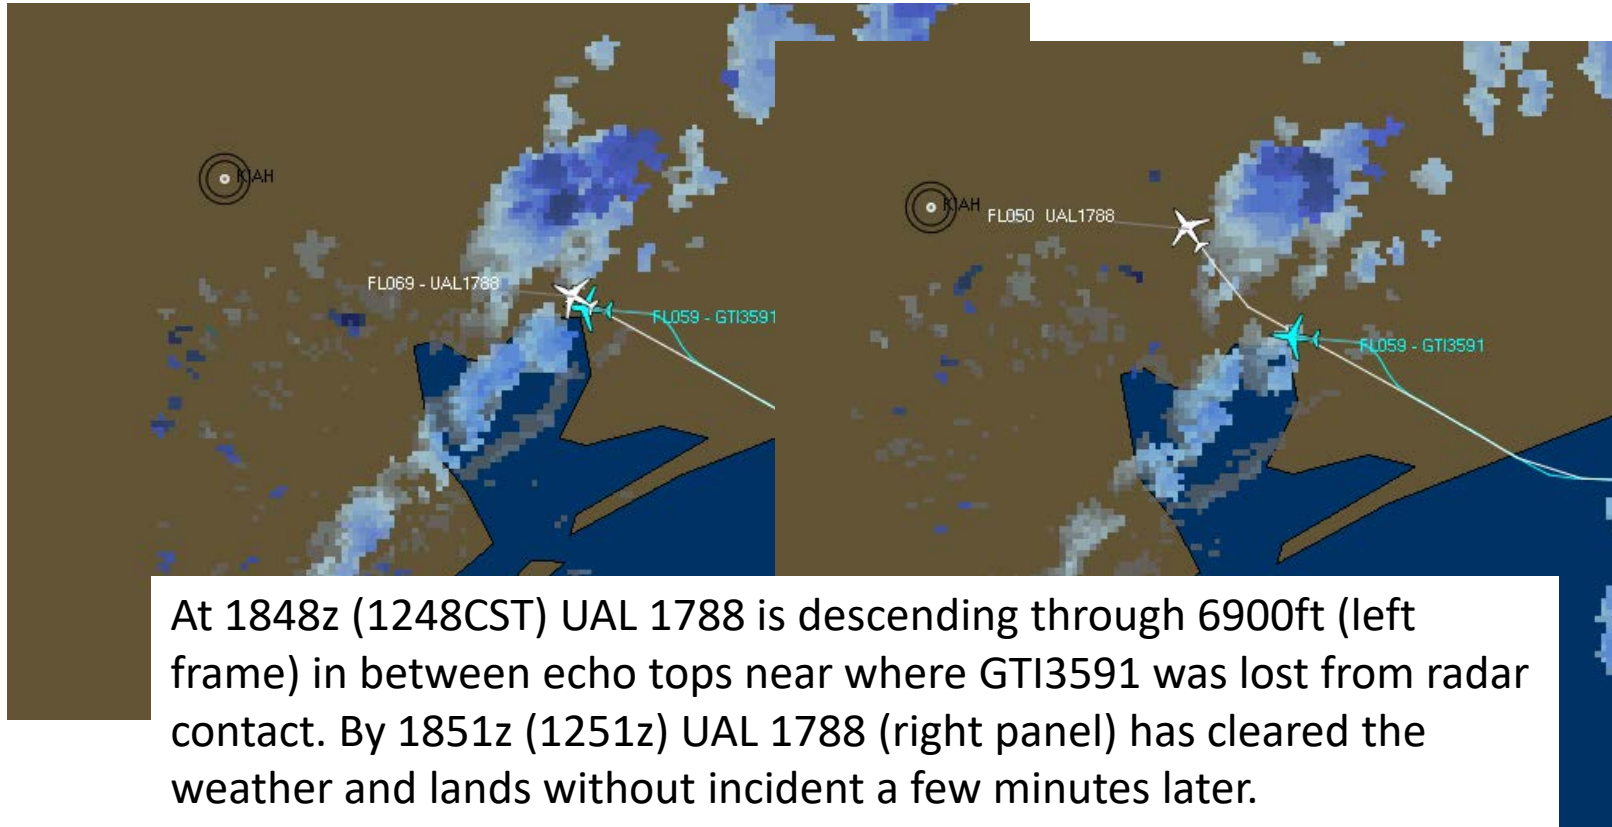 KIAH
FL069 - UAL1788
FL059 - GTI3591
KIAH
FL050 UAL1788
FL059 - GTI3591
At 1848z (1248CST) UAL 1788 is descending through 6900ft (left
frame) in between echo tops near where GTI3591 was lost from radar
contact. By 1851z (1251z) UAL 1788 (right panel) has cleared the
weather and lands without incident a few minutes later.